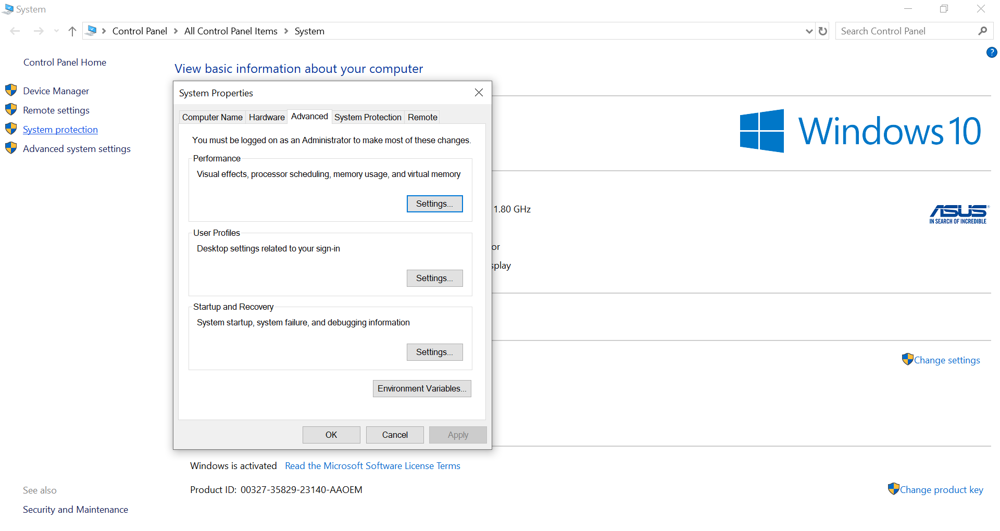 System
Control Panel > All Control Panel Items > System
Search Control Panel
?
Control Panel Home
Device Manager
Remote settings
System protection
Advanced system settings
View basic information about your computer
System Properties
Computer Name Hardware Advanced System Protection Remote
You must be logged on as an Administrator to make most of these changes.
Performance
Visual effects, processor scheduling, memory usage, and virtual memory
Settings...
User Profiles
Desktop settings related to your sign-in
Settings...
Startup and Recovery
System startup, system failure, and debugging information
Settings...
Environment Variables...
OK Cancel Apply
Windows 10
1.80 GHz
ASUS
IN SEARCH OF INCREDIBLE
or
splay
Change settings
Windows is activated Read the Microsoft Software License Terms
Product ID: 00327-35829-23140-AAOEM
Change product key
See also
Security and Maintenance